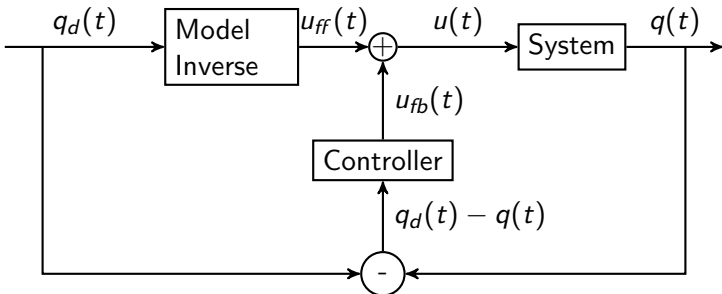 q_d(t)
Model
Inverse
u_ff(t)
+
u(t)
System
q(t)
u_fb(t)
Controller
q_d(t) − q(t)
-